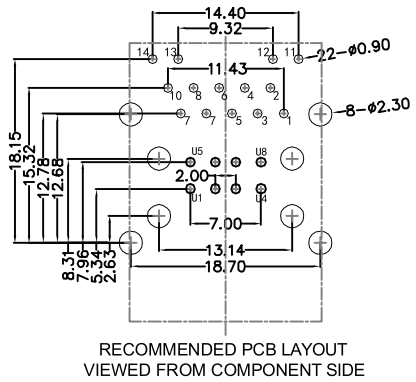 14.40
9.32
14 13 12 11
22-ø0.90
11.43
10 8 6 4 2
8-ø2.30
7 7 5 3 1
18.15
15.32
12.78
12.68
U5 U8
2.00
U1 U4
7.00
8.31
7.96
5.34
2.63
13.14
18.70
RECOMMENDED PCB LAYOUT
VIEWED FROM COMPONENT SIDE